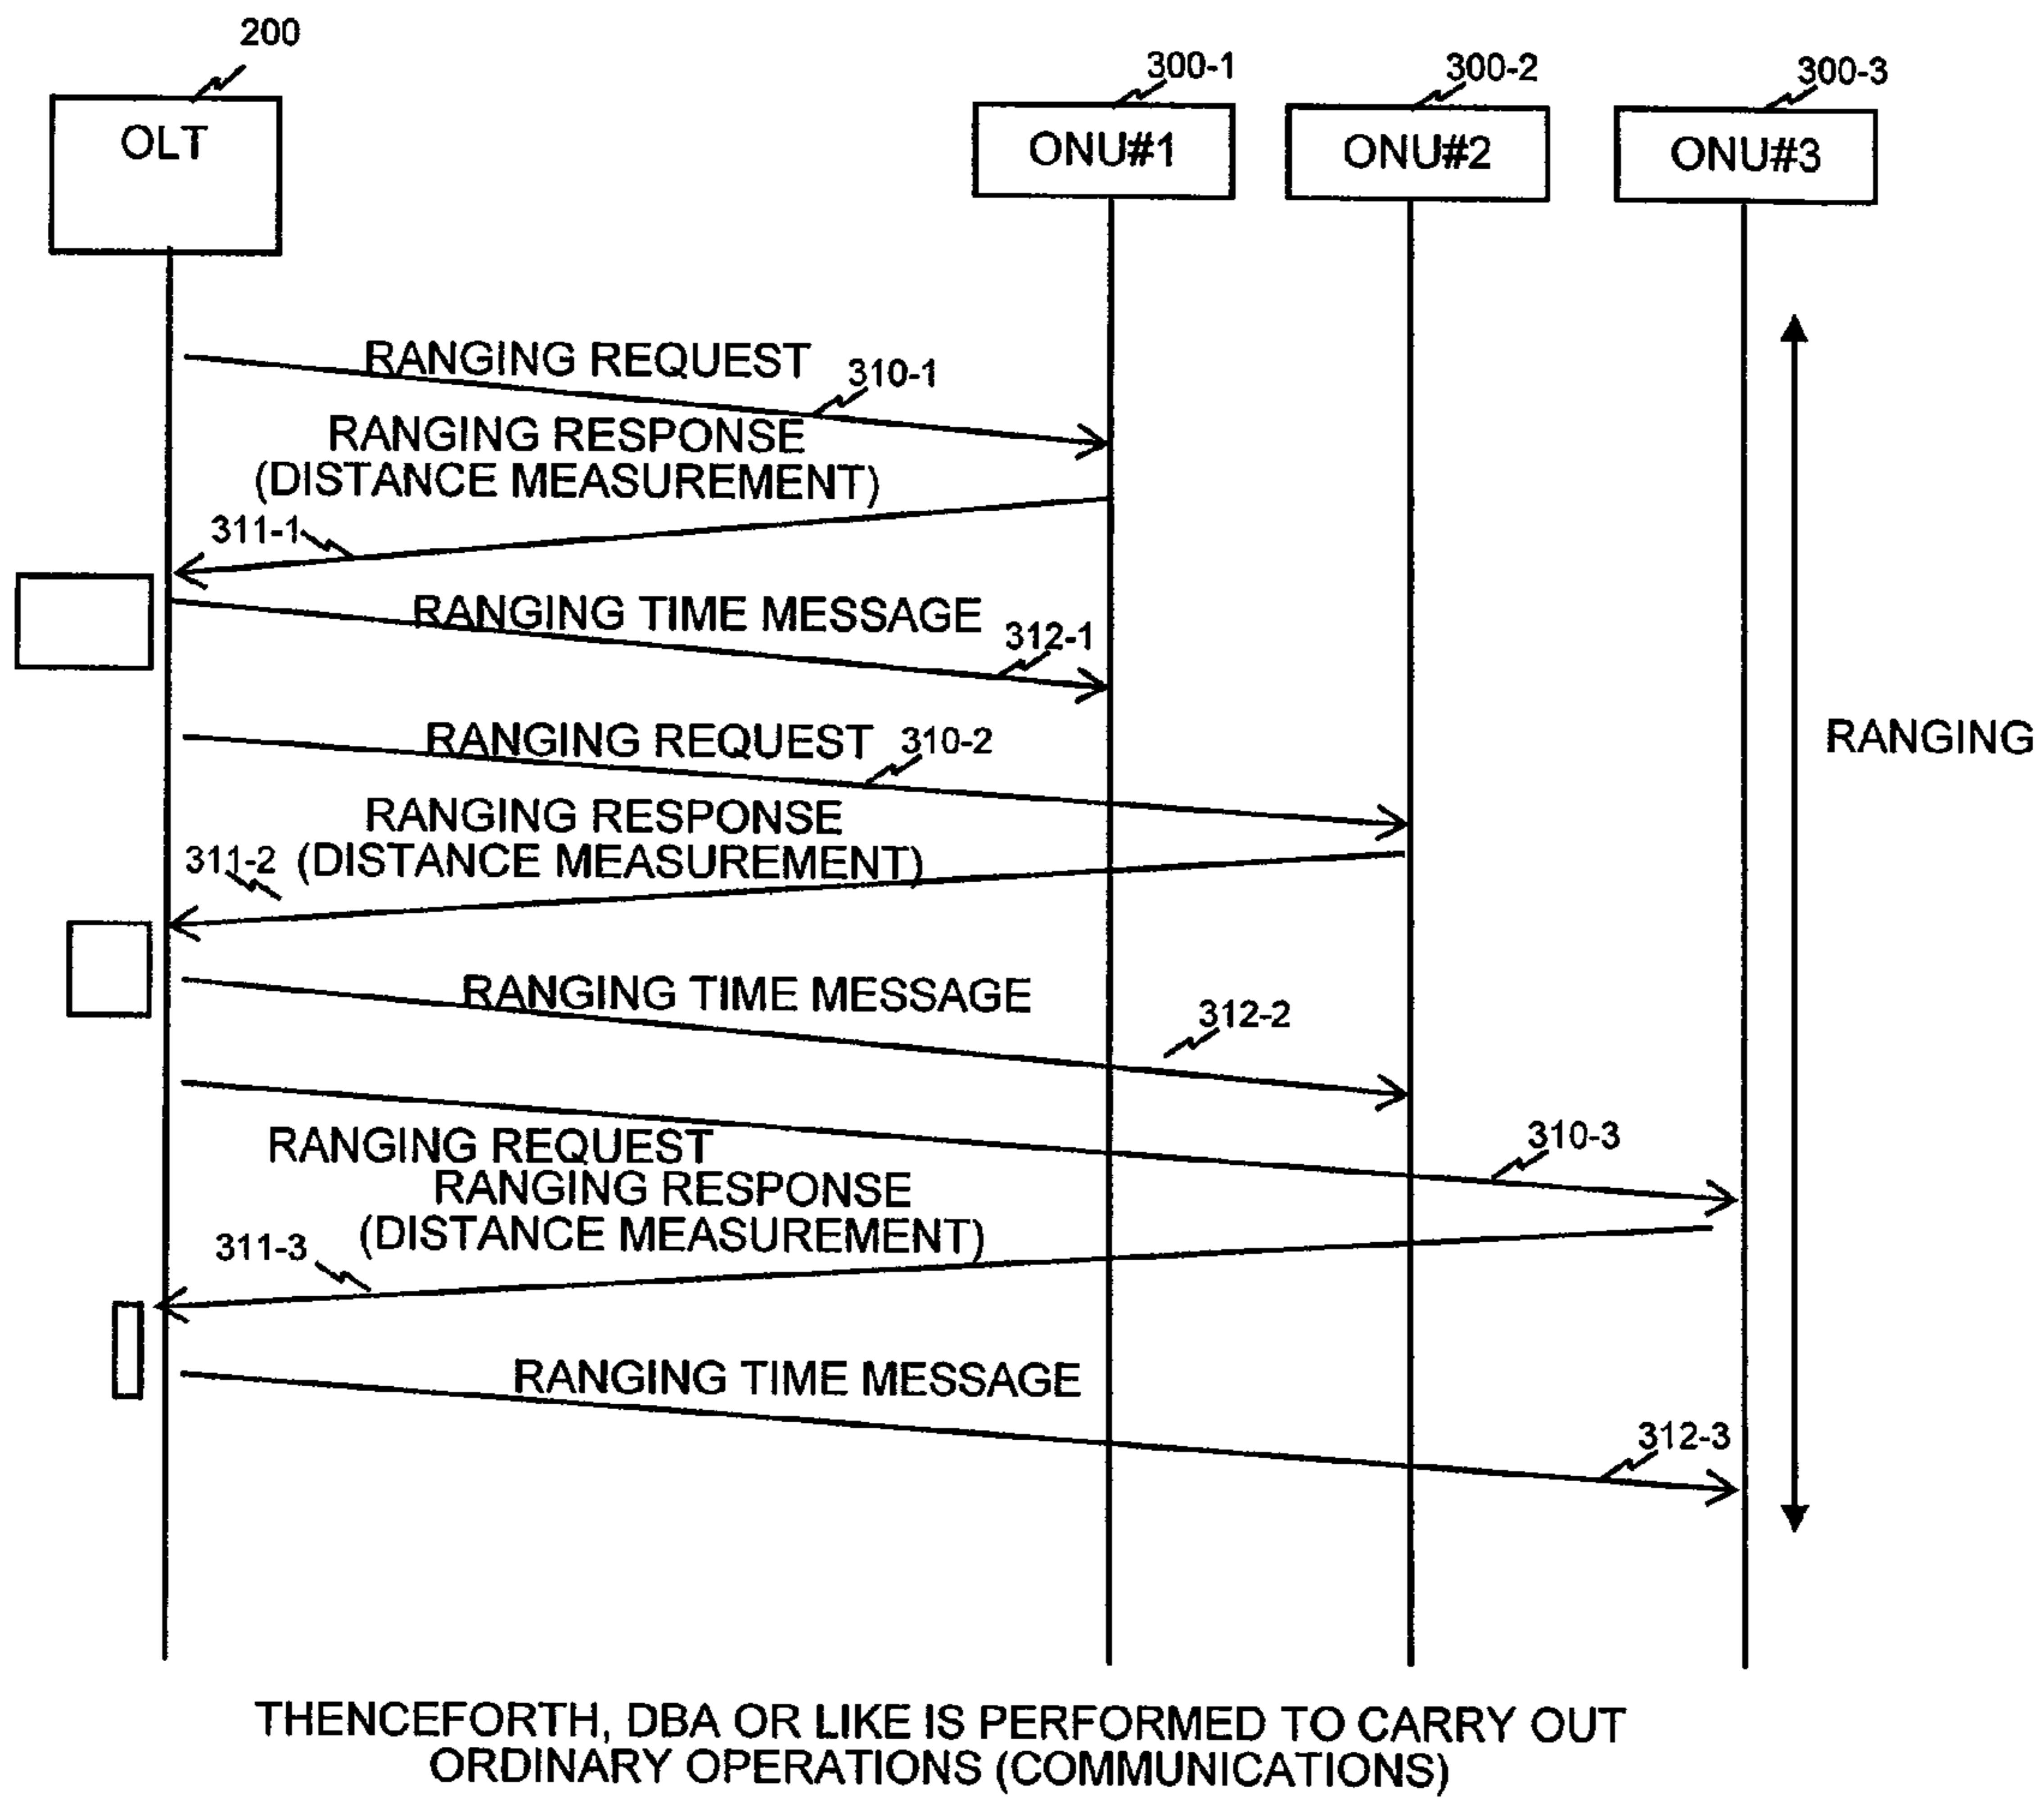 200
300-1
300-2
300-3
OLT
ONU#1
ONU#2
ONU#3
RANGING REQUEST
310-1
RANGING RESPONSE
(DISTANCE MEASUREMENT)
311-1
RANGING TIME MESSAGE
312-1
RANGING REQUEST
310-2
RANGING
RANGING RESPONSE
311-2 (DISTANCE MEASUREMENT)
RANGING TIME MESSAGE
312-2
RANGING REQUEST
310-3
RANGING RESPONSE
(DISTANCE MEASUREMENT)
311-3
RANGING TIME MESSAGE
312-3
THENCEFORTH, DBA OR LIKE IS PERFORMED TO CARRY OUT
ORDINARY OPERATIONS (COMMUNICATIONS)